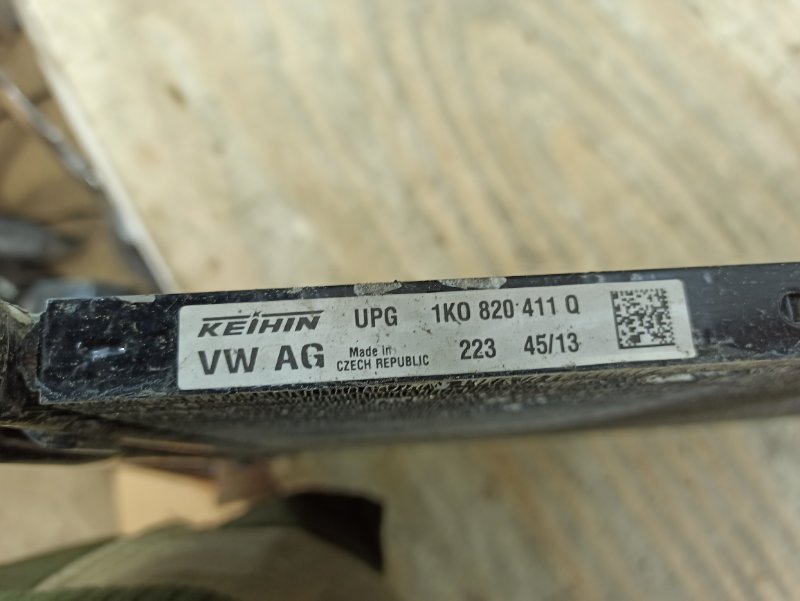 KEIHIN UPG 1K0 820 411 Q
VW AG Made in CZECH REPUBLIC 223 45/13